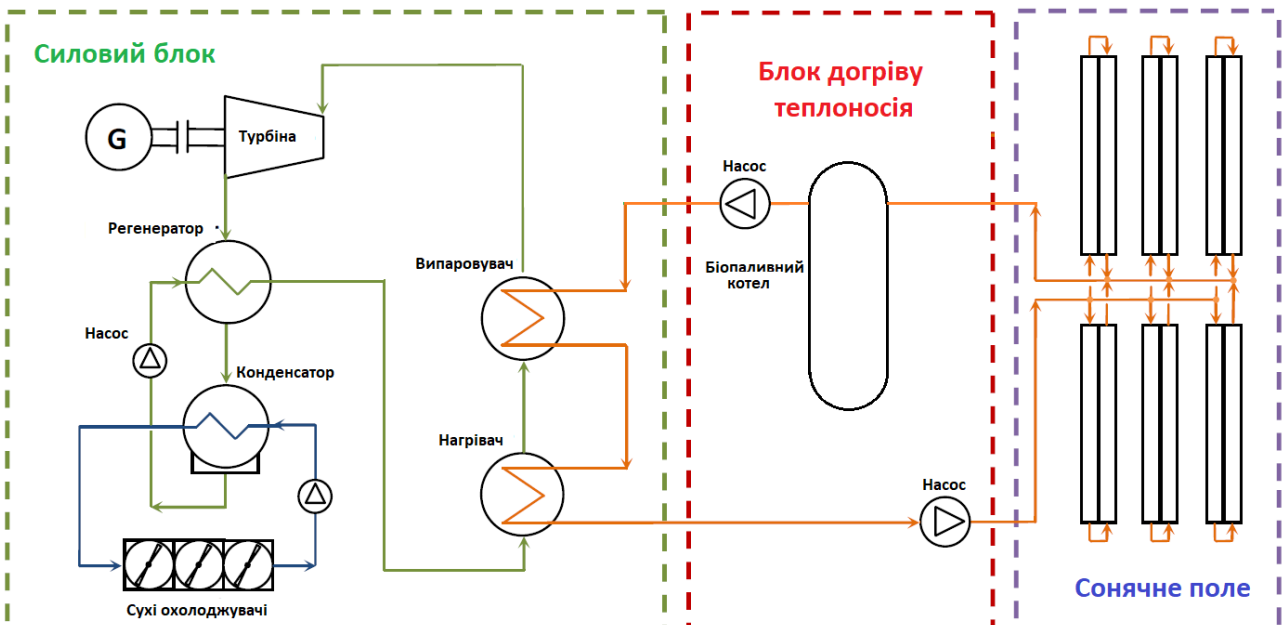 Силовий блок
Блок догріву
теплоносія
G
Турбіна
Насос
Регенератор
Випаровувач
Біопаливний
котел
Насос
Конденсатор
Нагрівач
Насос
Сонячне поле
Сухі охолоджувачі